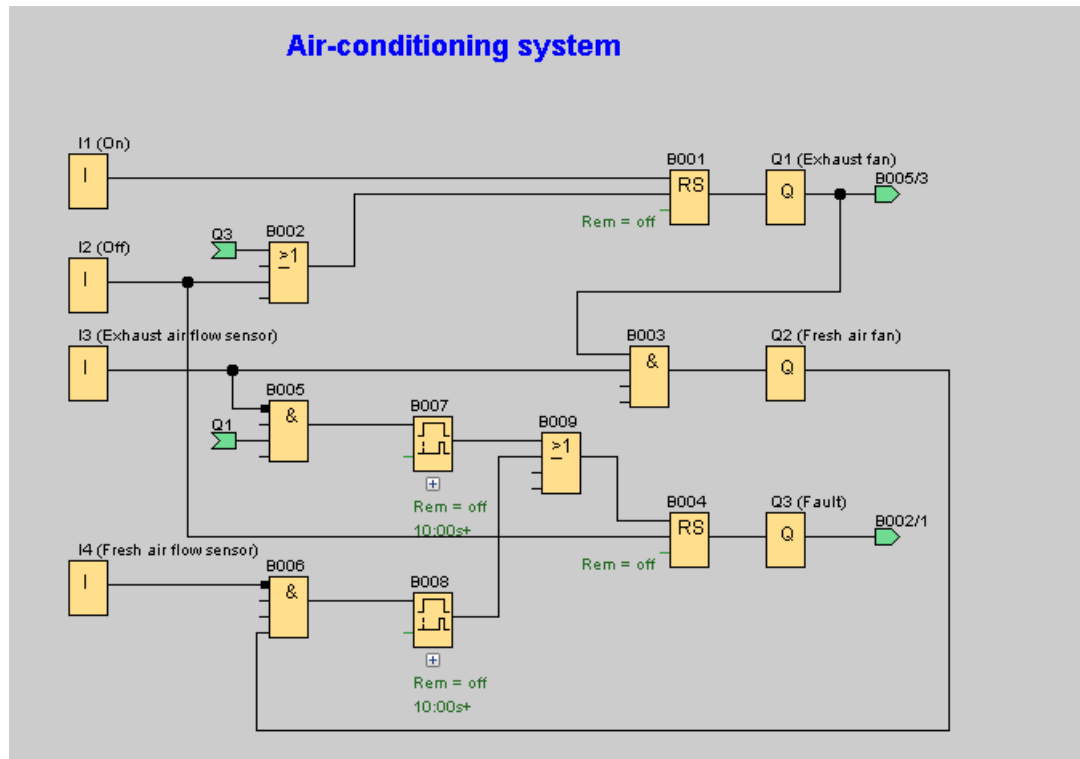 Air-conditioning system
I1 (On)
I
B001
RS
Rem = off
Q1 (Exhaust fan)
Q
B005/3
I2 (Off)
I
Q3
B002
>1
I3 (Exhaust air flow sensor)
I
B003
&
Q2 (Fresh air fan)
Q
B005
&
Q1
B007
Rem = off
10:00s+
B009
>1
B004
RS
Rem = off
Q3 (Fault)
Q
B002/1
I4 (Fresh air flow sensor)
I
B006
&
B008
Rem = off
10:00s+